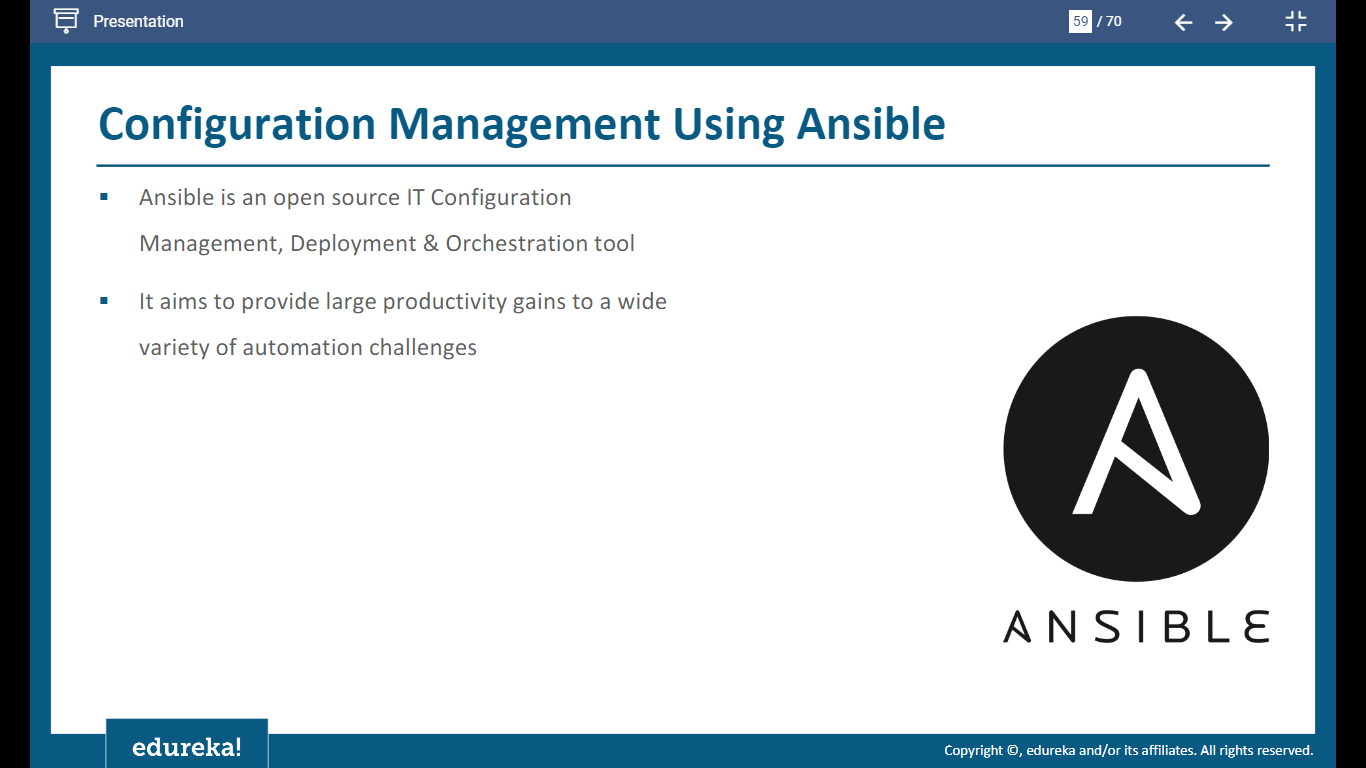 Presentation
59 / 70
Configuration Management Using Ansible
▪ Ansible is an open source IT Configuration
Management, Deployment & Orchestration tool
▪ It aims to provide large productivity gains to a wide
variety of automation challenges
ANSIBLE
edureka!
Copyright ©, edureka and/or its affiliates. All rights reserved.